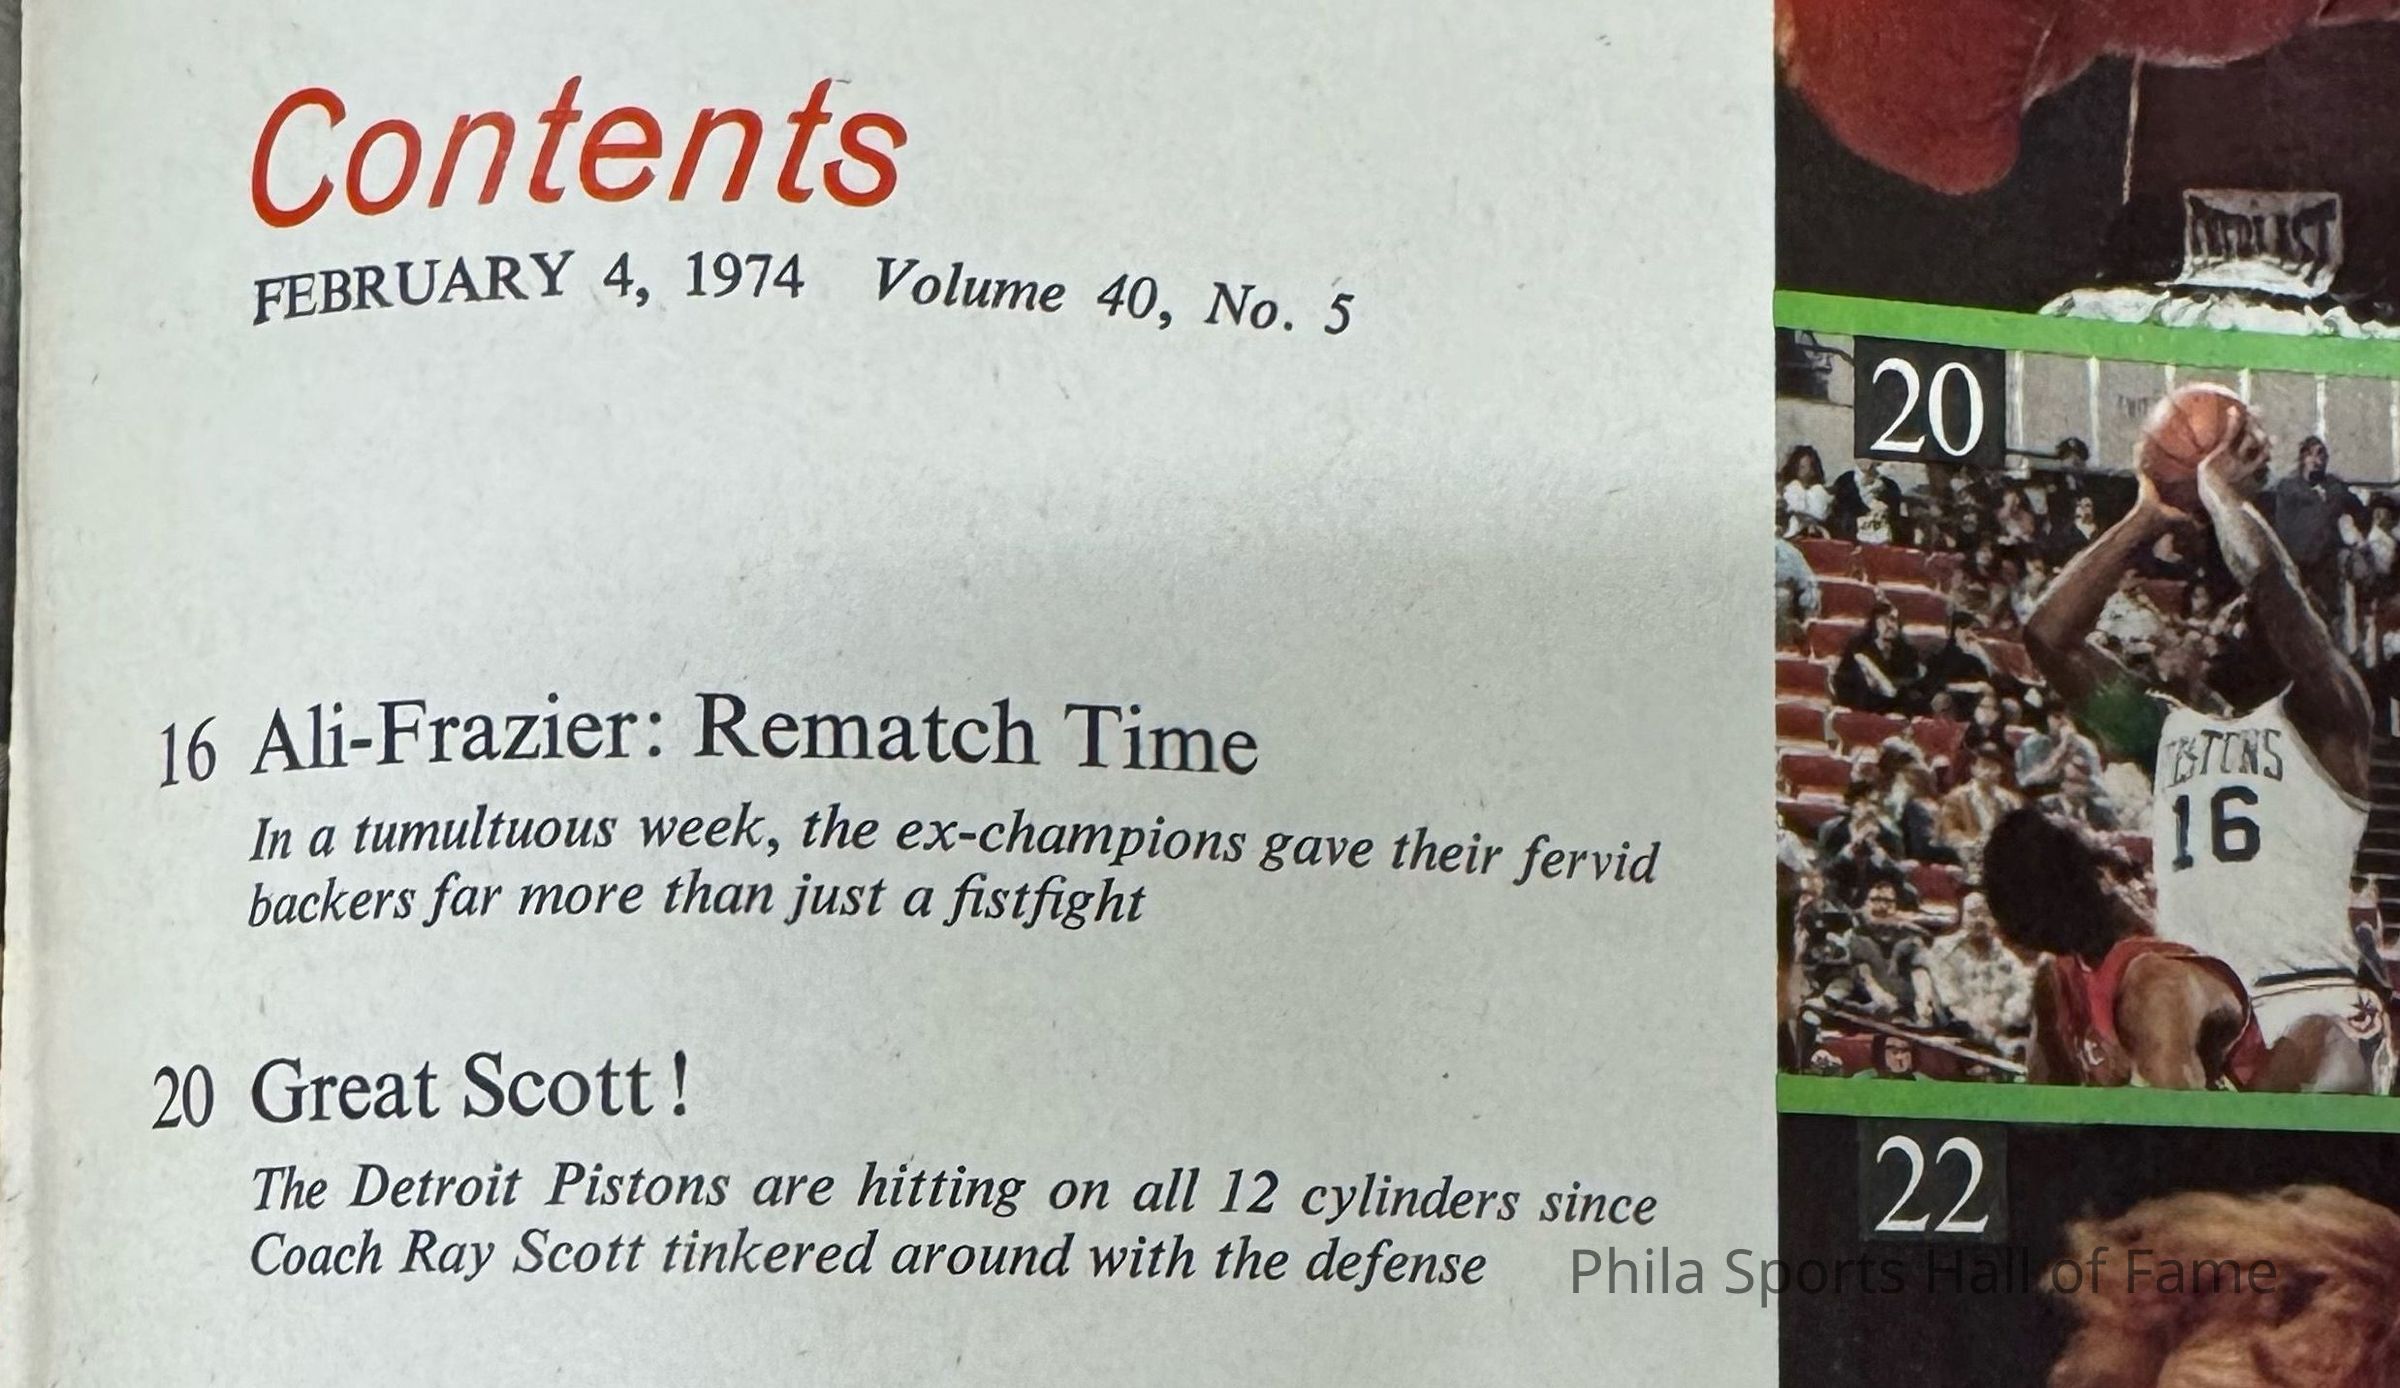 Contents
FEBRUARY 4, 1974 Volume 40, No. 5
16 Ali-Frazier: Rematch Time
In a tumultuous week, the ex-champions gave their fervid
backers far more than just a fistfight
20 Great Scott!
The Detroit Pistons are hitting on all 12 cylinders since
Coach Ray Scott tinkered around with the defense
EVERLAST
20
PISTONS
16
22
Phila Sports Hall of Fame